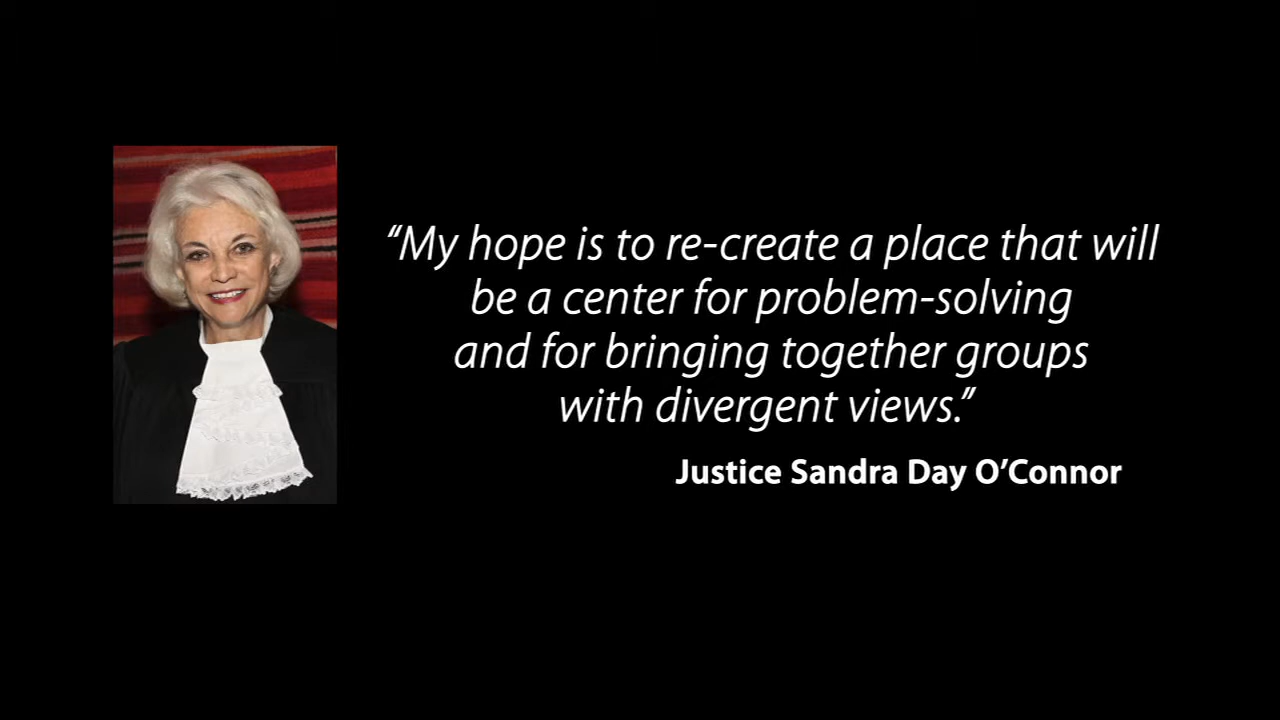 “My hope is to re-create a place that will
be a center for problem-solving
and for bringing together groups
with divergent views.”
Justice Sandra Day O’Connor